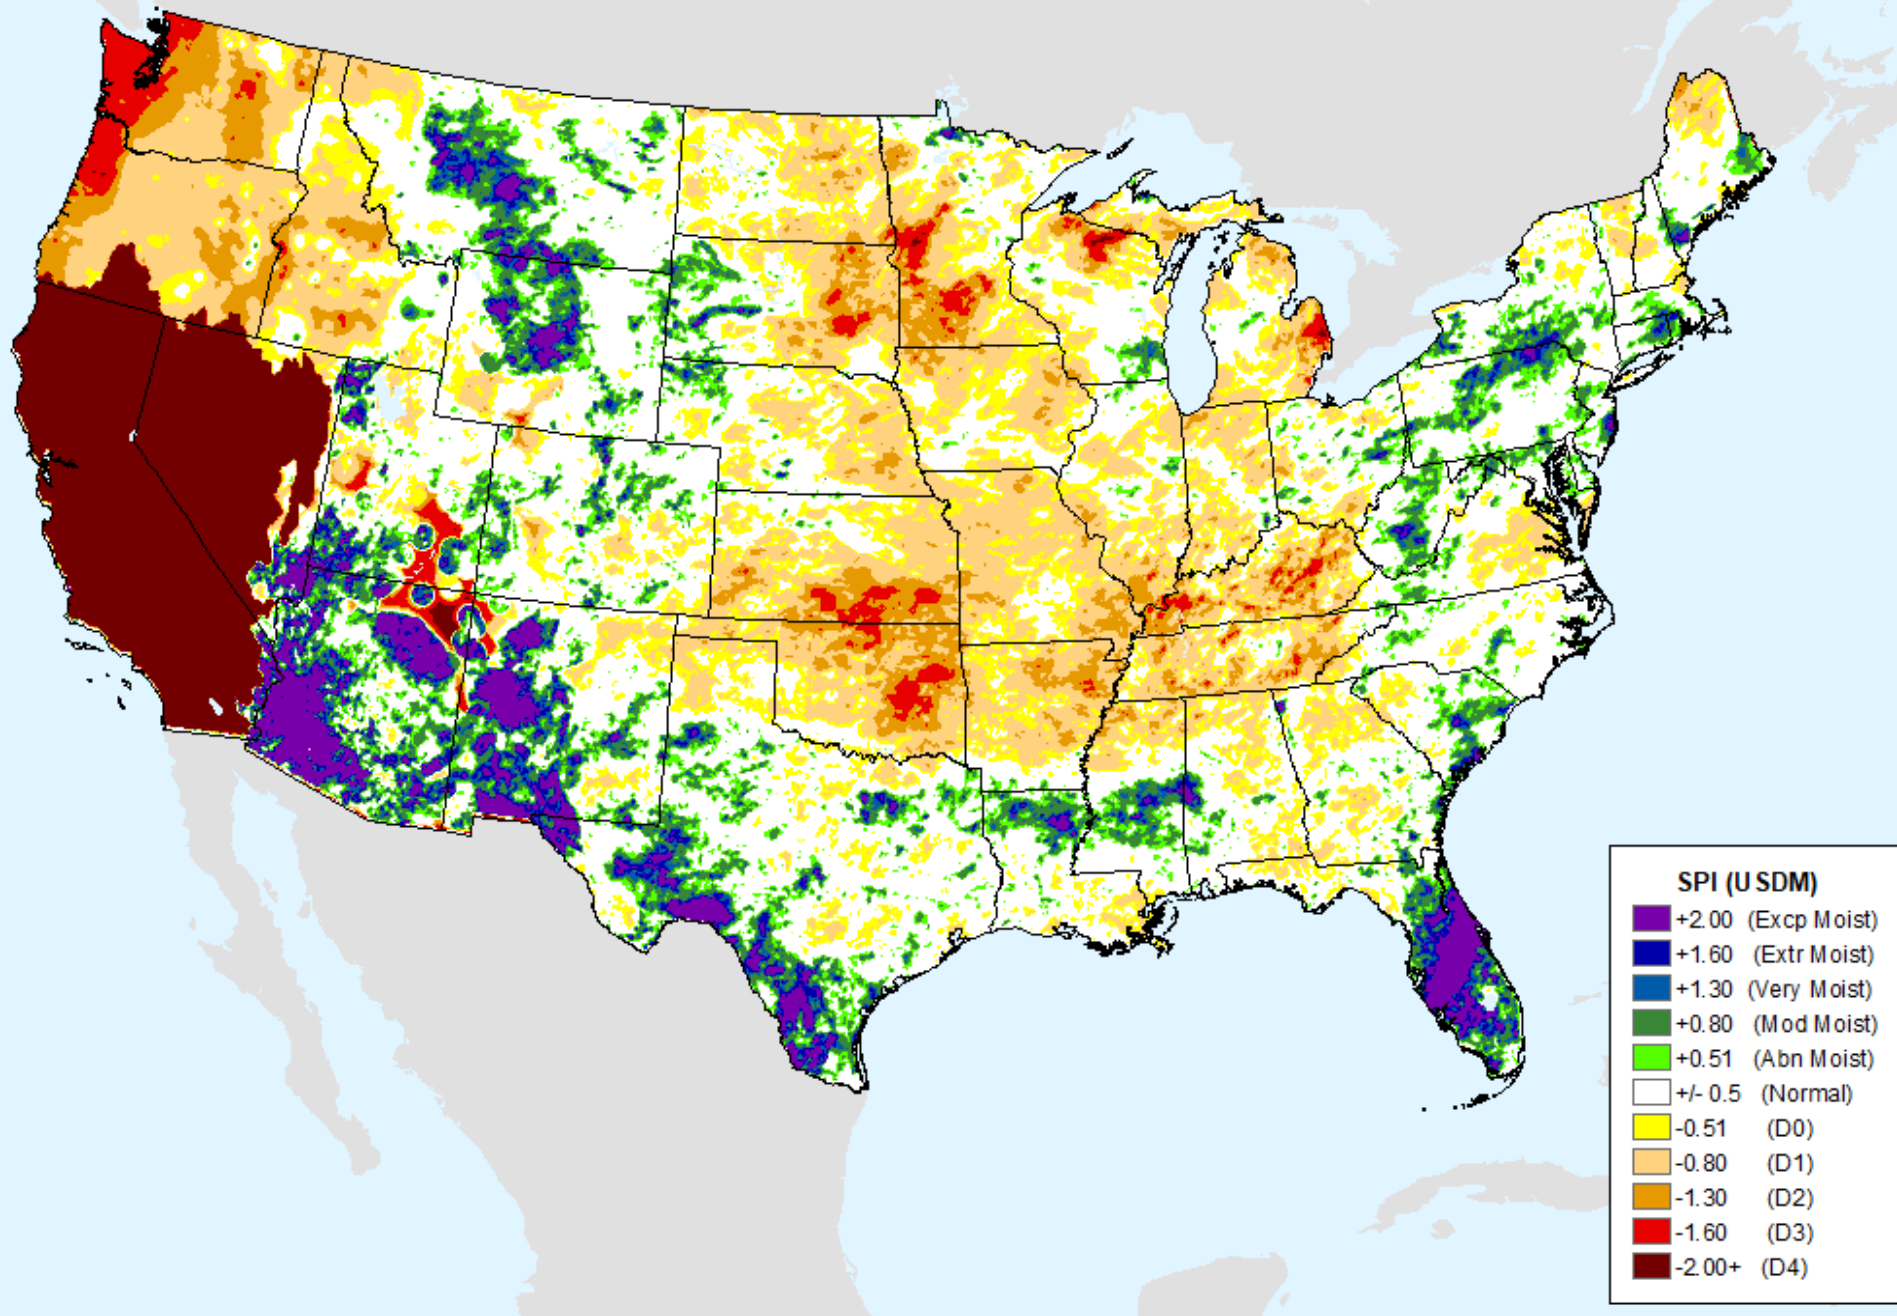 SPI (USDM)
+2.00 (Excp Moist)
+1.60 (Extr Moist)
+1.30 (Very Moist)
+0.80 (Mod Moist)
+0.51 (Abn Moist)
+/- 0.5 (Normal)
-0.51 (D0)
-0.80 (D1)
-1.30 (D2)
-1.60 (D3)
-2.00+ (D4)